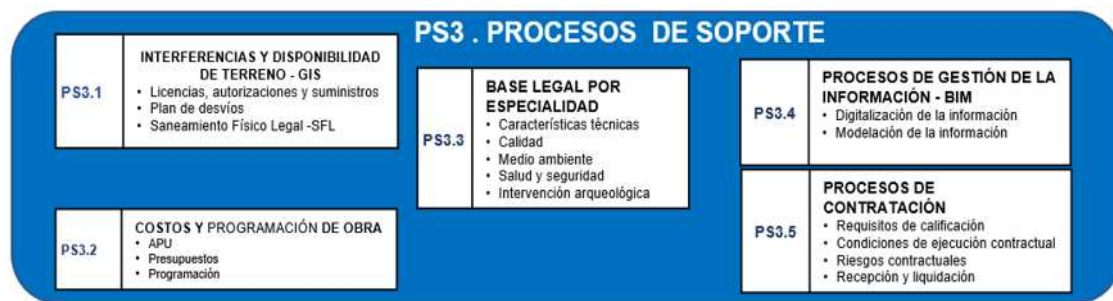 PS3 . PROCESOS DE SOPORTE
PS3.1
INTERFERENCIAS Y DISPONIBILIDAD
DE TERRENO - GIS
• Licencias, autorizaciones y suministros
• Plan de desvíos
• Saneamiento Físico Legal -SFL
PS3.2
COSTOS Y PROGRAMACIÓN DE OBRA
• APU
• Presupuestos
• Programación
PS3.3
BASE LEGAL POR
ESPECIALIDAD
• Características técnicas
• Calidad
• Medio ambiente
• Salud y seguridad
• Intervención arqueológica
PS3.4
PROCESOS DE GESTIÓN DE LA
INFORMACIÓN - BIM
• Digitalización de la información
• Modelación de la información
PS3.5
PROCESOS DE
CONTRATACIÓN
• Requisitos de calificación
• Condiciones de ejecución contractual
• Riesgos contractuales
• Recepción y liquidación